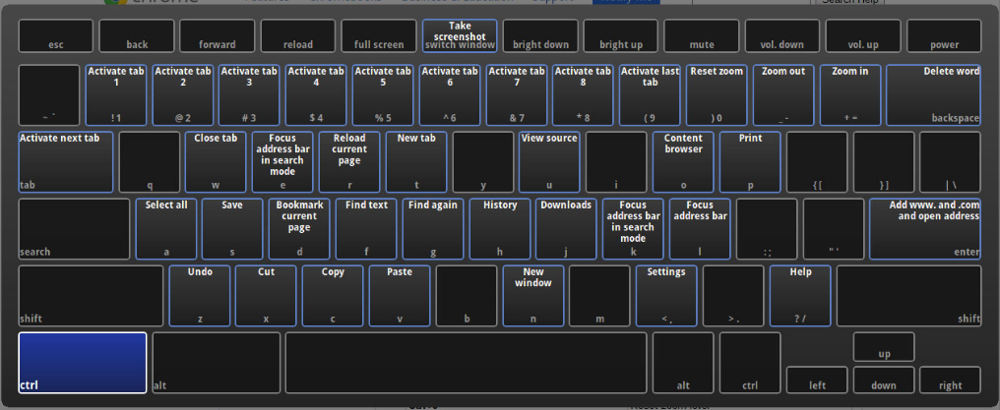 chrome
Search Help
Take
screenshot
esc back forward reload full screen switch window bright down bright up mute vol. down vol. up power
Activate tab Activate tab Activate tab Activate tab Activate tab Activate tab Activate tab Activate tab Activate last Reset zoom Zoom out Zoom in Delete word
1 2 3 4 5 6 7 8 tab
~ ` ! 1 @ 2 # 3 $ 4 % 5 ^ 6 & 7 * 8 ( 9 ) 0 _ - + = backspace
Activate next tab Close tab Focus Reload New tab View source Content Print
address bar current browser
in search page
mode
tab q w e r t y u i o p { [ } ] | \
Select all Save Bookmark Find text Find again History Downloads Focus Focus Add www. and .com
current address bar address bar and open address
page in search
mode
search a s d f g h j k l : ; " ' enter
Undo Cut Copy Paste New Settings Help
window
shift z x c v b n m < , > . ? / shift
up
ctrl alt alt ctrl left down right